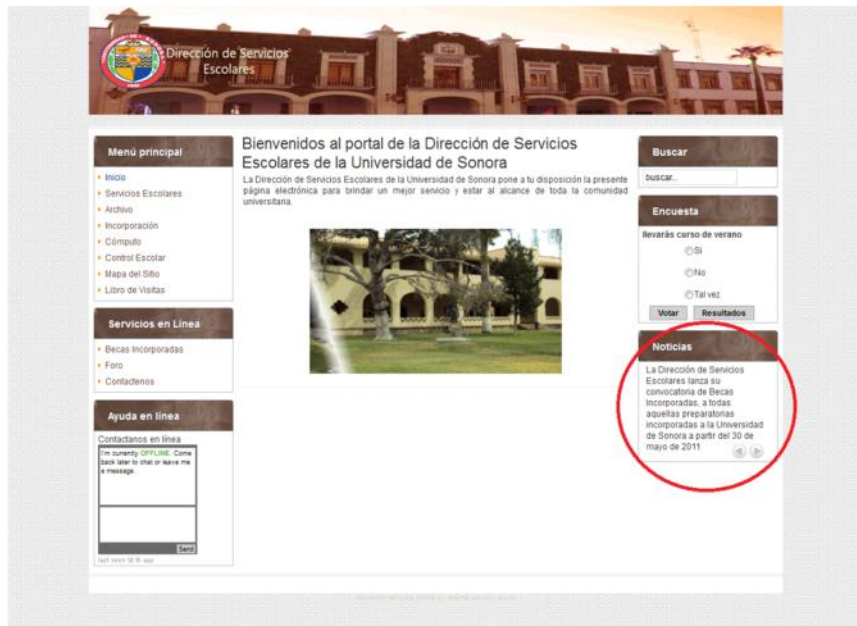 Dirección de Servicios
Escolares
Menú principal
Inicio
Servicios Escolares
Archivo
Incorporación
Cómputo
Control Escolar
Mapa del Sitio
Libro de Visitas
Servicios en Línea
Becas Incorporadas
Foro
Contactenos
Ayuda en línea
Contactanos en línea
I'm currently OFFLINE. Come
back later to chat or leave me
a message.
Send
Bienvenidos al portal de la Dirección de Servicios
Escolares de la Universidad de Sonora
La Dirección de Servicios Escolares de la Universidad de Sonora pone a tu disposición la presente
página electrónica para brindar un mejor servicio y estar al alcance de toda la comunidad
universitaria.
Buscar
buscar...
Encuesta
llevarás curso de verano
Si
No
Tal vez
Votar Resultados
Noticias
La Dirección de Servicios
Escolares lanza su
convocatoria de Becas
Incorporadas, a todas
aquellas preparatorias
incorporadas a la Universidad
de Sonora a partir del 30 de
mayo de 2011